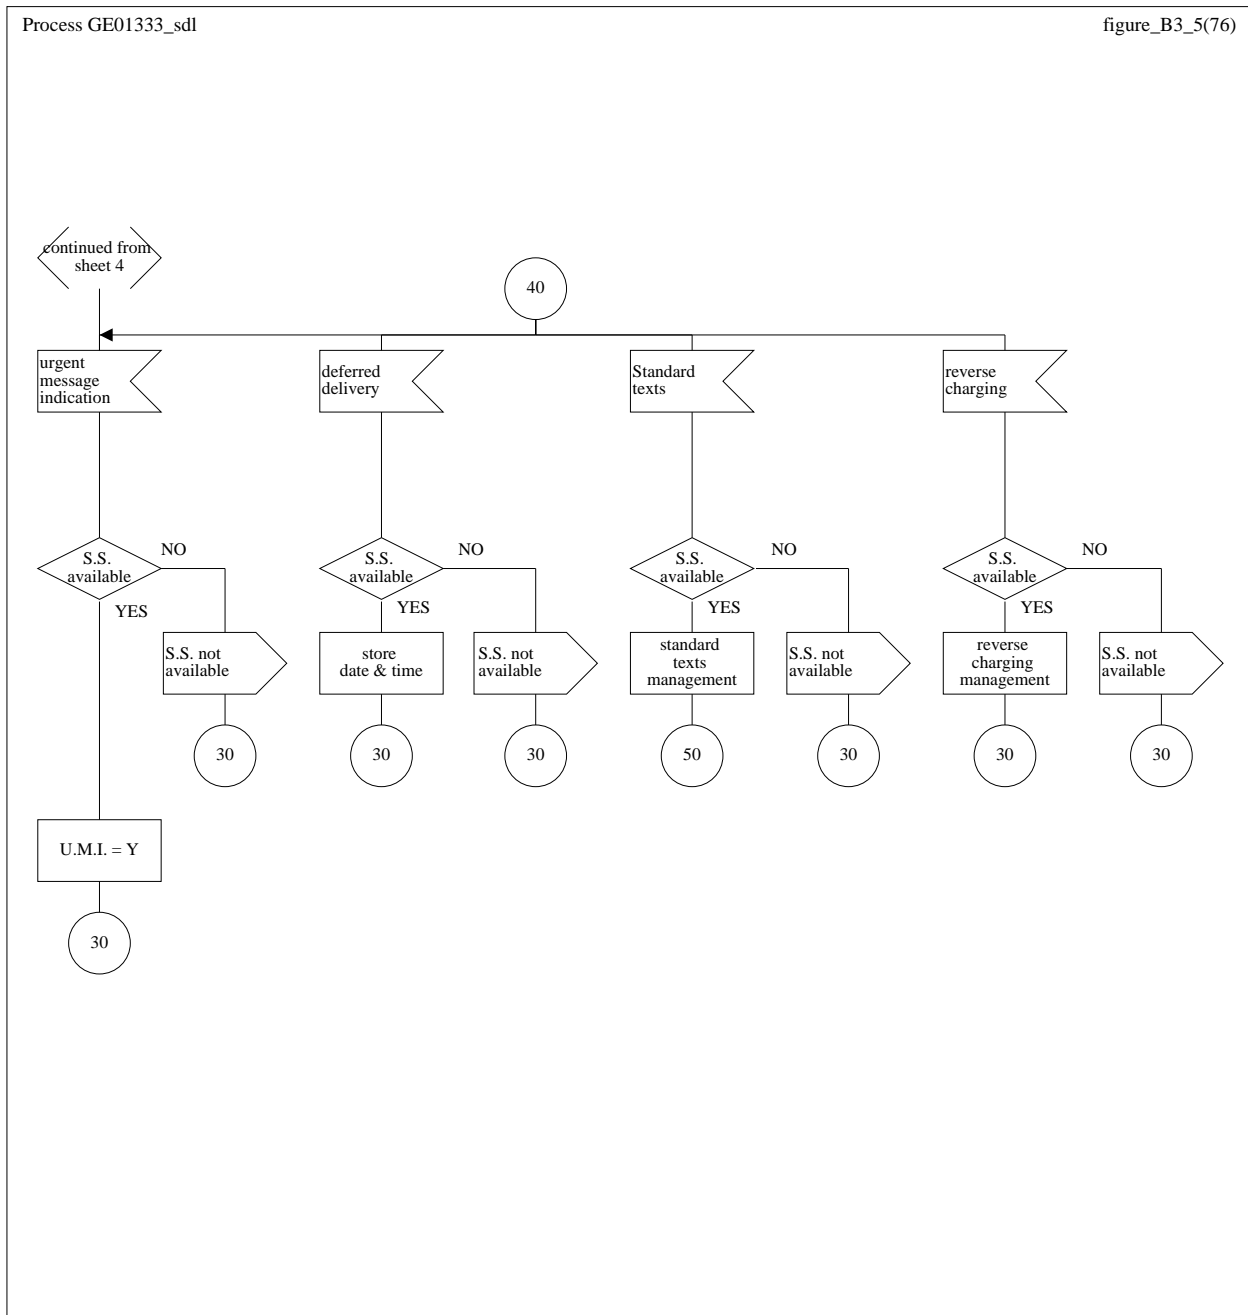 Process GE01333_sdl
figure_B3_5(76)
continued from
sheet 4
40
urgent
message
indication
deferred
delivery
Standard
texts
reverse
charging
S.S.
available
NO
YES
S.S.
available
NO
YES
S.S.
available
NO
YES
S.S.
available
NO
YES
S.S. not
available
store
date & time
S.S. not
available
standard
texts
management
S.S. not
available
reverse
charging
management
S.S. not
available
30
30
30
50
30
30
30
U.M.I. = Y
30